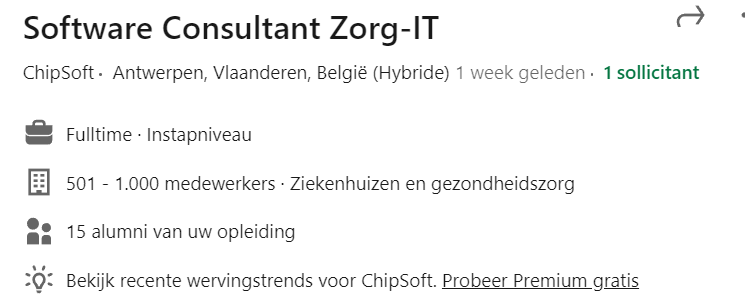 Software Consultant Zorg-IT
ChipSoft · Antwerpen, Vlaanderen, België (Hybride) 1 week geleden · 1 sollicitant
Fulltime · Instapniveau
501 - 1.000 medewerkers · Ziekenhuizen en gezondheidszorg
15 alumni van uw opleiding
Bekijk recente wervingstrends voor ChipSoft. Probeer Premium gratis